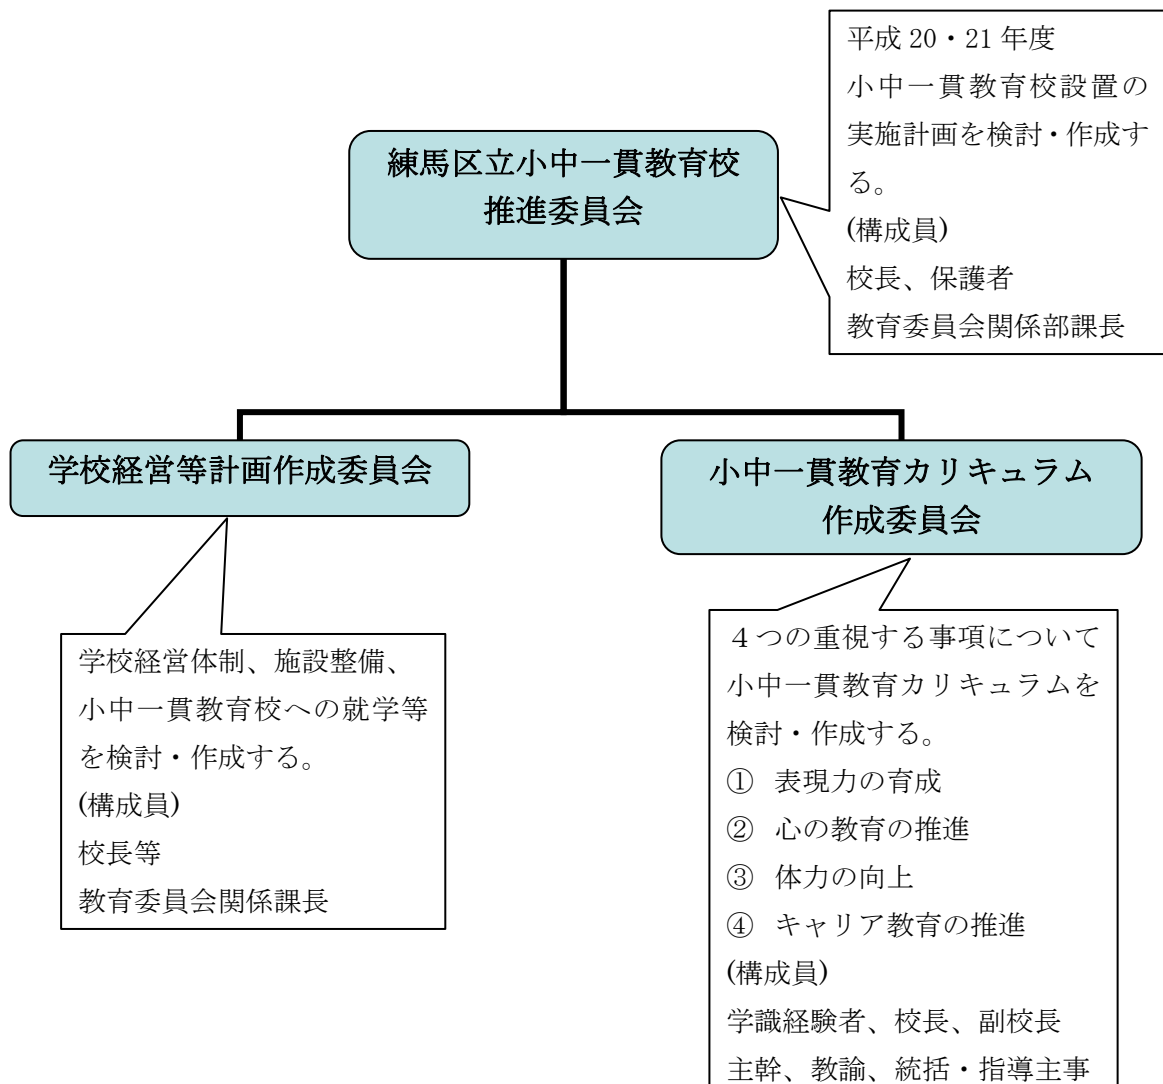 平成 20・21 年度
小中一貫教育校設置の
実施計画を検討・作成す
る。
(構成員)
校長、保護者
教育委員会関係部課長
練馬区立小中一貫教育校
推進委員会
学校経営等計画作成委員会
小中一貫教育カリキュラム
作成委員会
学校経営体制、施設整備、
小中一貫教育校への就学等
を検討・作成する。
(構成員)
校長等
教育委員会関係課長
４つの重視する事項について
小中一貫教育カリキュラムを
検討・作成する。
① 表現力の育成
② 心の教育の推進
③ 体力の向上
④ キャリア教育の推進
(構成員)
学識経験者、校長、副校長
主幹、教諭、統括・指導主事